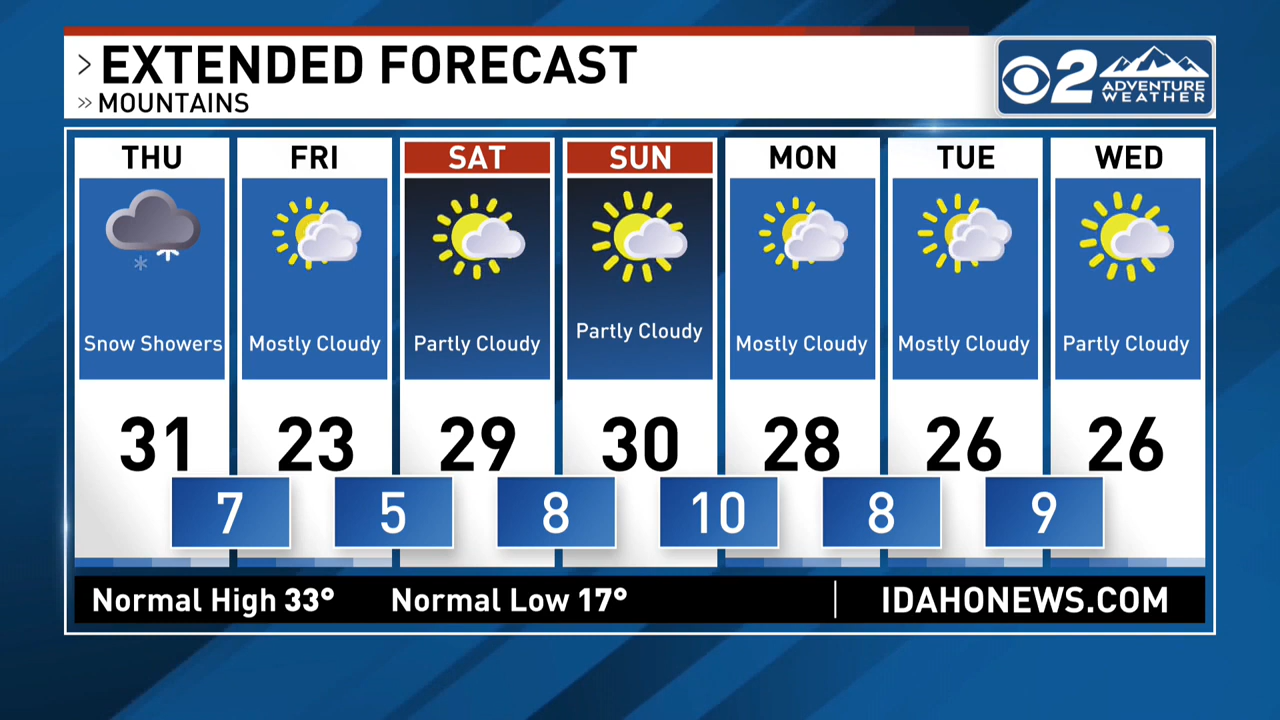 > EXTENDED FORECAST
» MOUNTAINS
2 ADVENTURE
WEATHER
THU FRI SAT SUN MON TUE WED
Snow Showers Mostly Cloudy Partly Cloudy Partly Cloudy Mostly Cloudy Mostly Cloudy Partly Cloudy
31 23 29 30 28 26 26
7 5 8 10 8 9
Normal High 33° Normal Low 17° IDAHONEWS.COM